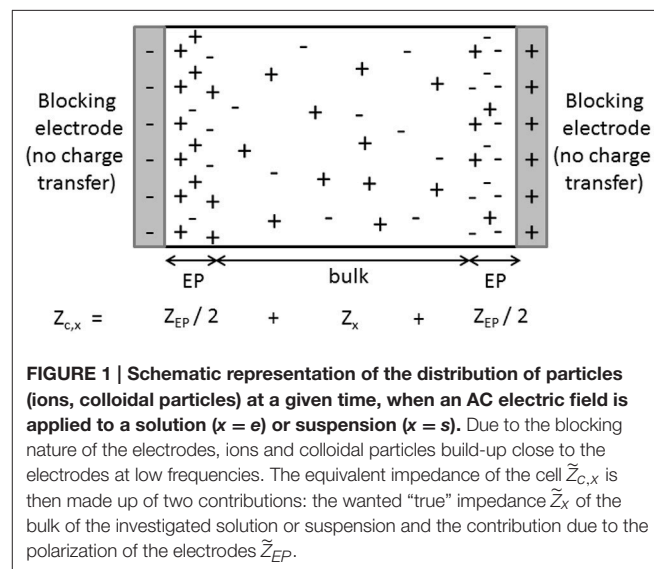 Blocking
electrode
(no charge
transfer)
Blocking
electrode
(no charge
transfer)
EP
bulk
EP
Z_c,x = Z_EP / 2 + Z_x + Z_EP / 2
FIGURE 1 | Schematic representation of the distribution of particles
(ions, colloidal particles) at a given time, when an AC electric field is
applied to a solution (x = e) or suspension (x = s). Due to the blocking
nature of the electrodes, ions and colloidal particles build-up close to the
electrodes at low frequencies. The equivalent impedance of the cell Z̃_C,x is
then made up of two contributions: the wanted “true” impedance Z̃_x of the
bulk of the investigated solution or suspension and the contribution due to the
polarization of the electrodes Z̃_EP.